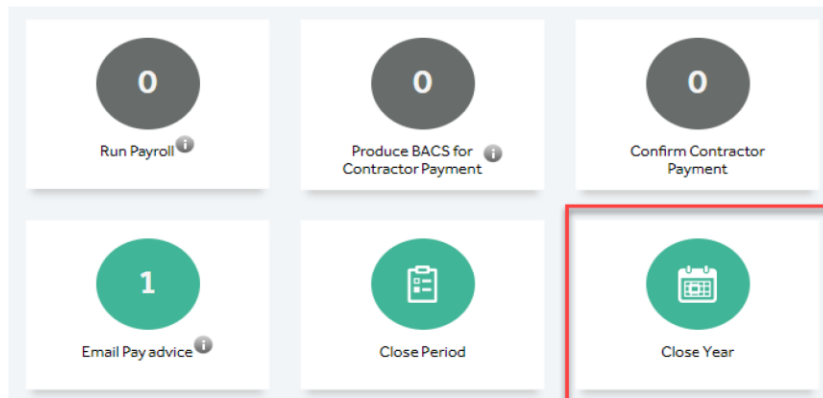 0
Run Payroll
0
Produce BACS for
Contractor Payment
0
Confirm Contractor
Payment
1
Email Pay advice
Close Period
Close Year